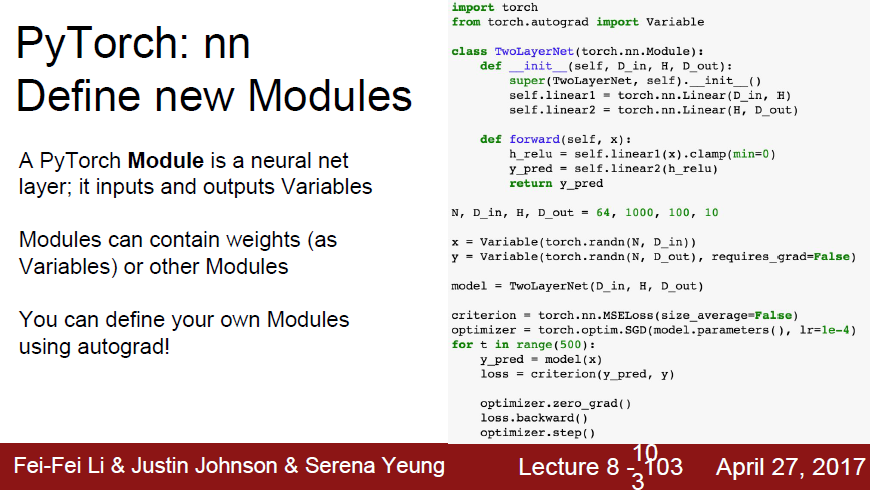 PyTorch: nn
Define new Modules
A PyTorch Module is a neural net
layer; it inputs and outputs Variables
Modules can contain weights (as
Variables) or other Modules
You can define your own Modules
using autograd!
import torch
from torch.autograd import Variable
class TwoLayerNet(torch.nn.Module):
    def __init__(self, D_in, H, D_out):
        super(TwoLayerNet, self).__init__()
        self.linear1 = torch.nn.Linear(D_in, H)
        self.linear2 = torch.nn.Linear(H, D_out)
    def forward(self, x):
        h_relu = self.linear1(x).clamp(min=0)
        y_pred = self.linear2(h_relu)
        return y_pred
N, D_in, H, D_out = 64, 1000, 100, 10
x = Variable(torch.randn(N, D_in))
y = Variable(torch.randn(N, D_out), requires_grad=False)
model = TwoLayerNet(D_in, H, D_out)
criterion = torch.nn.MSELoss(size_average=False)
optimizer = torch.optim.SGD(model.parameters(), lr=1e-4)
for t in range(500):
    y_pred = model(x)
    loss = criterion(y_pred, y)
    optimizer.zero_grad()
    loss.backward()
    optimizer.step()
Fei-Fei Li & Justin Johnson & Serena Yeung
Lecture 8 - 103
10
3
April 27, 2017